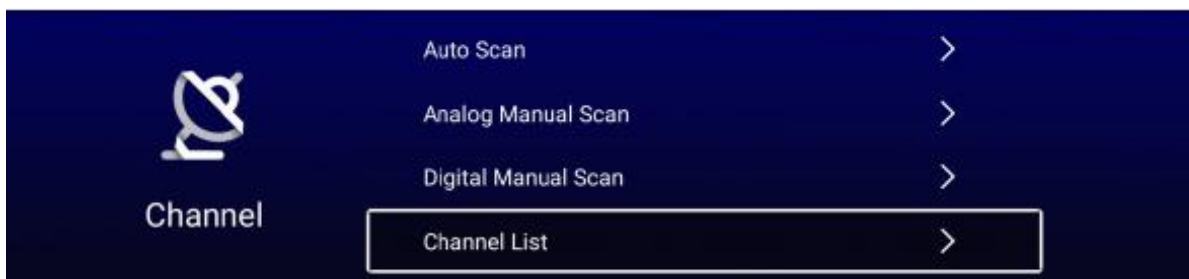 Auto Scan
Analog Manual Scan
Digital Manual Scan
Channel
Channel List